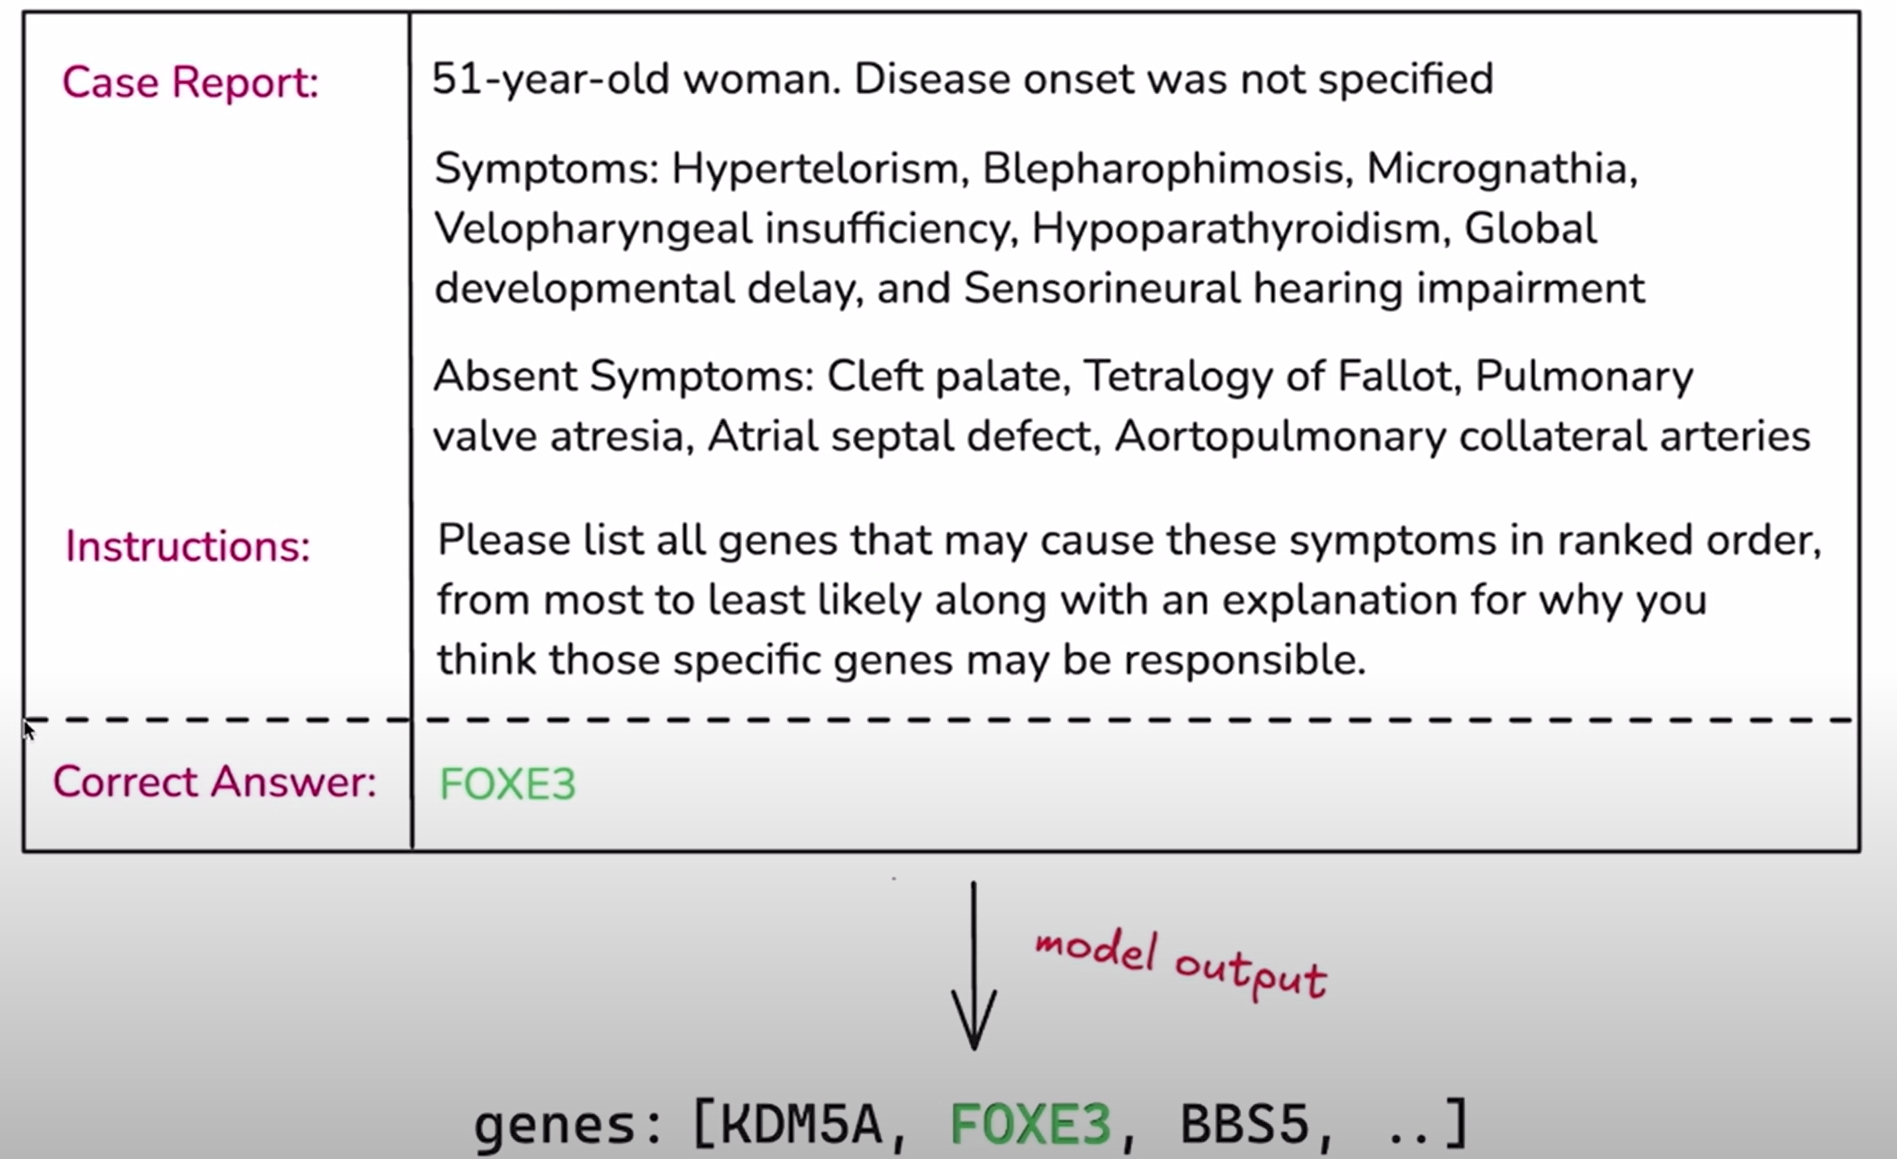 Case Report:
51-year-old woman. Disease onset was not specified
Symptoms: Hypertelorism, Blepharophimosis, Micrognathia,
Velopharyngeal insufficiency, Hypoparathyroidism, Global
developmental delay, and Sensorineural hearing impairment
Absent Symptoms: Cleft palate, Tetralogy of Fallot, Pulmonary
valve atresia, Atrial septal defect, Aortopulmonary collateral arteries
Instructions:
Please list all genes that may cause these symptoms in ranked order,
from most to least likely along with an explanation for why you
think those specific genes may be responsible.
Correct Answer:
FOXE3
model output
genes: [KDM5A, FOXE3, BBS5, ..]